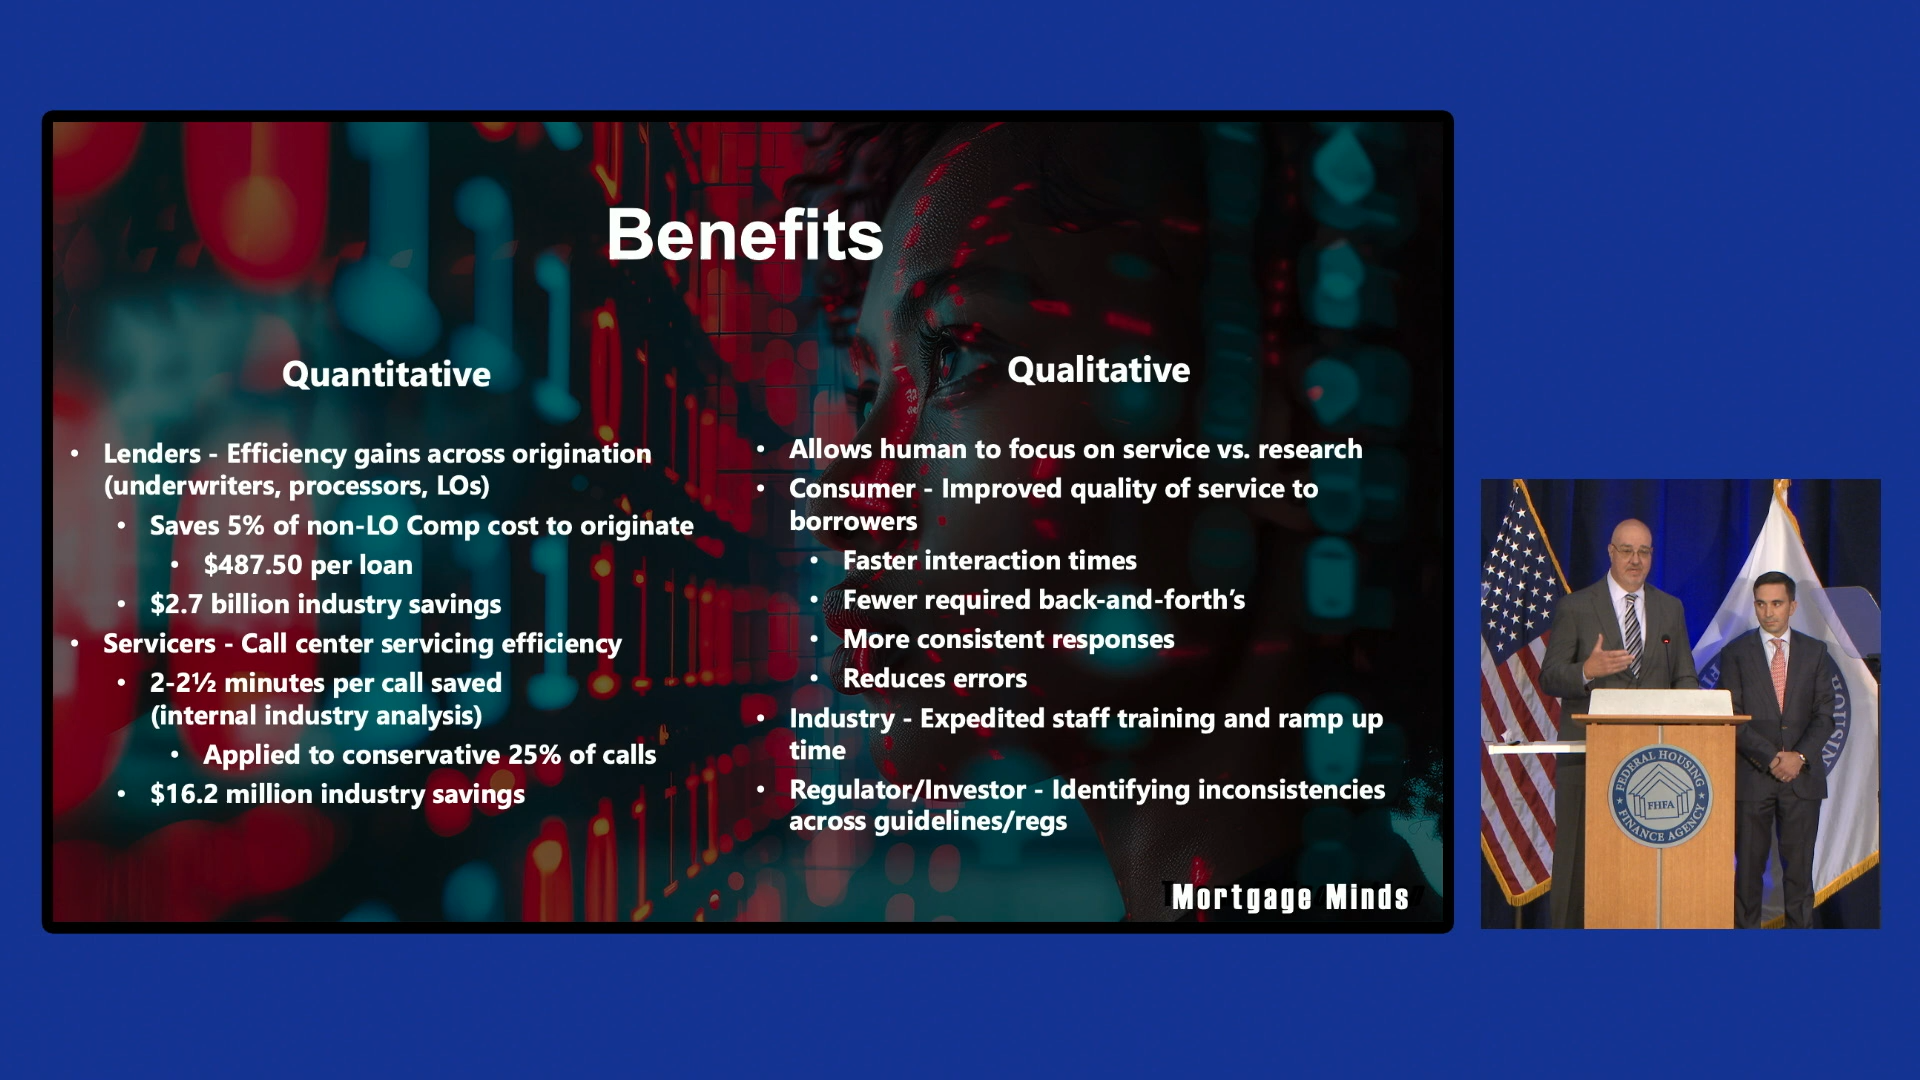 Benefits
Quantitative
• Lenders - Efficiency gains across origination
(underwriters, processors, LOs)
• Saves 5% of non-LO Comp cost to originate
• $487.50 per loan
• $2.7 billion industry savings
• Servicers - Call center servicing efficiency
• 2-2½ minutes per call saved
(internal industry analysis)
• Applied to conservative 25% of calls
• $16.2 million industry savings
Qualitative
• Allows human to focus on service vs. research
• Consumer - Improved quality of service to
borrowers
• Faster interaction times
• Fewer required back-and-forth’s
• More consistent responses
• Reduces errors
• Industry - Expedited staff training and ramp up
time
• Regulator/Investor - Identifying inconsistencies
across guidelines/regs
Mortgage Minds
FEDERAL HOUSING
FHFA
FINANCE AGENCY